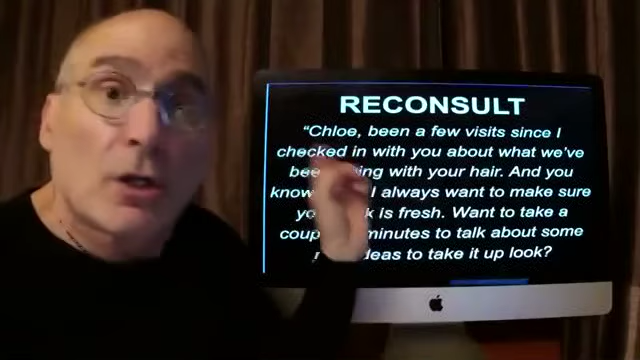 RECONSULT
"Chloe, been a few visits since I
checked in with you about what we've
with your hair. And you
I always want to make sure
is fresh. Want to take a
minutes to talk about some
to take it up look?